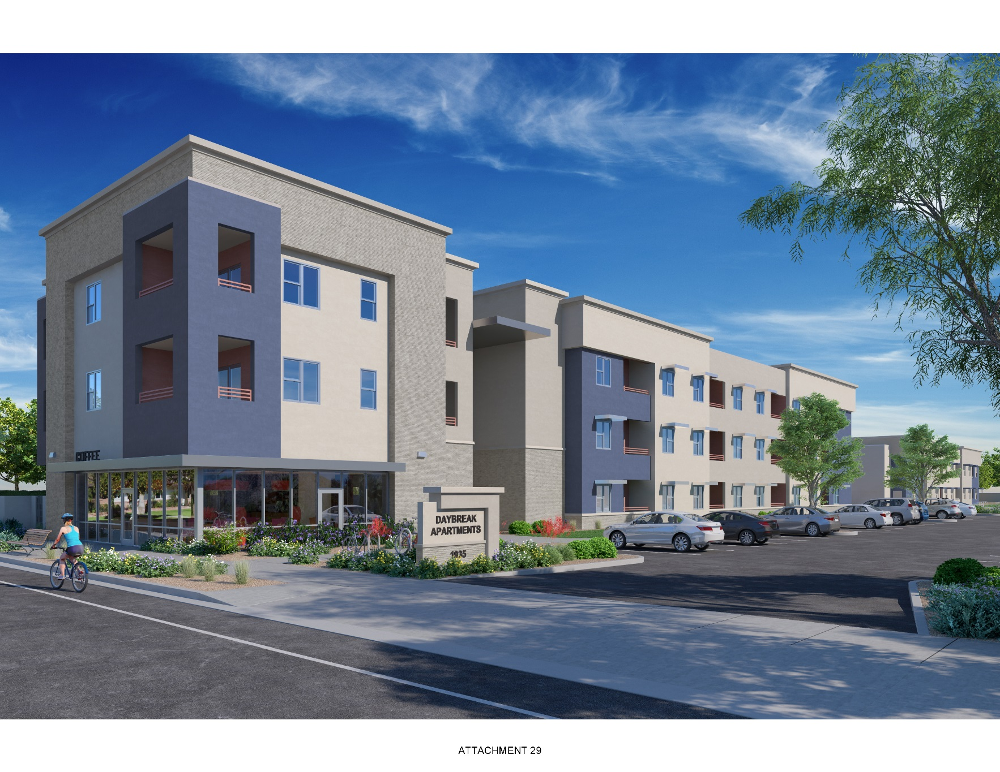 COFFEE
DAYBREAK
APARTMENTS
1935
ATTACHMENT 29